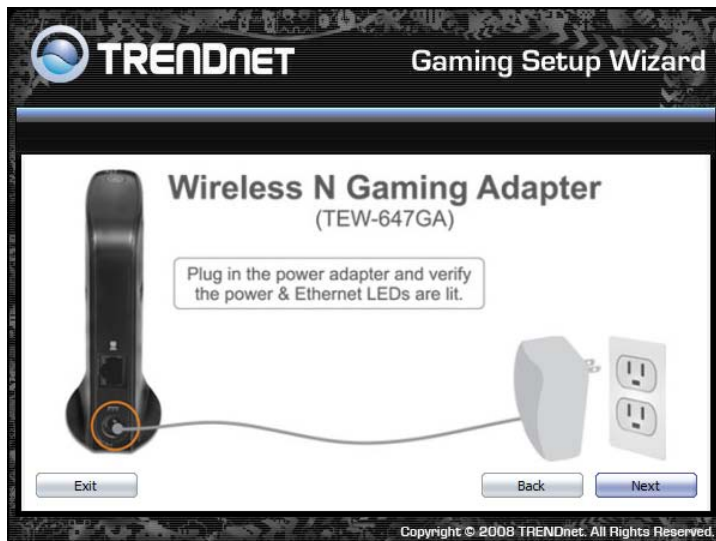 TRENDNET
Gaming Setup Wizard
Wireless N Gaming Adapter
(TEW-647GA)
Plug in the power adapter and verify
the power & Ethernet LEDs are lit.
Exit
Back
Next
Copyright © 2008 TRENDnet. All Rights Reserved.